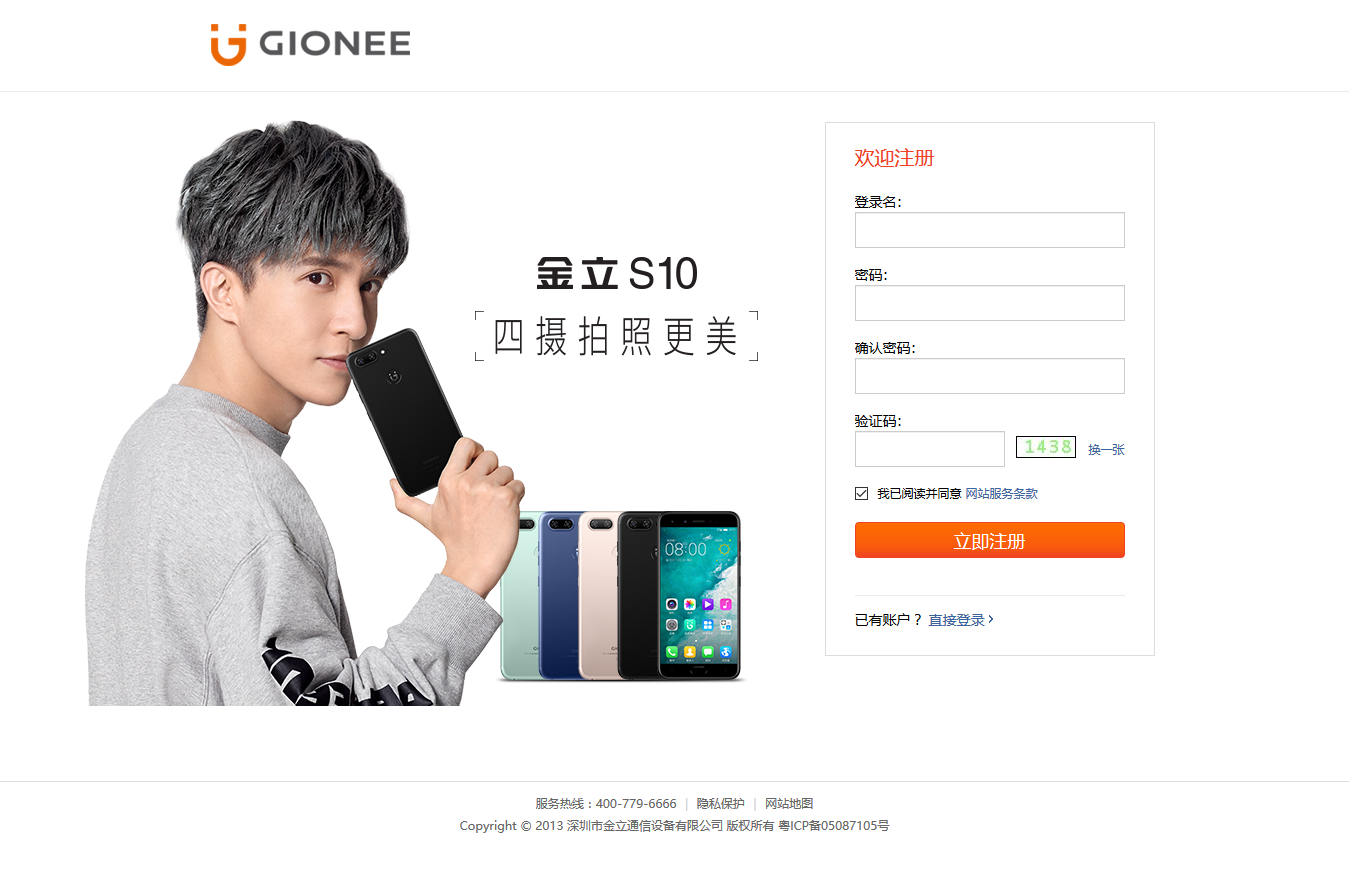 GIONEE
金立 S10
四摄拍照更美
欢迎注册
登录名：
密码：
确认密码：
验证码：
1438 换一张
我已阅读并同意 网站服务条款
立即注册
已有账户？ 直接登录 ›
08:00
服务热线：400-779-6666 | 隐私保护 | 网站地图
Copyright © 2013 深圳市金立通信设备有限公司 版权所有 粤ICP备05087105号